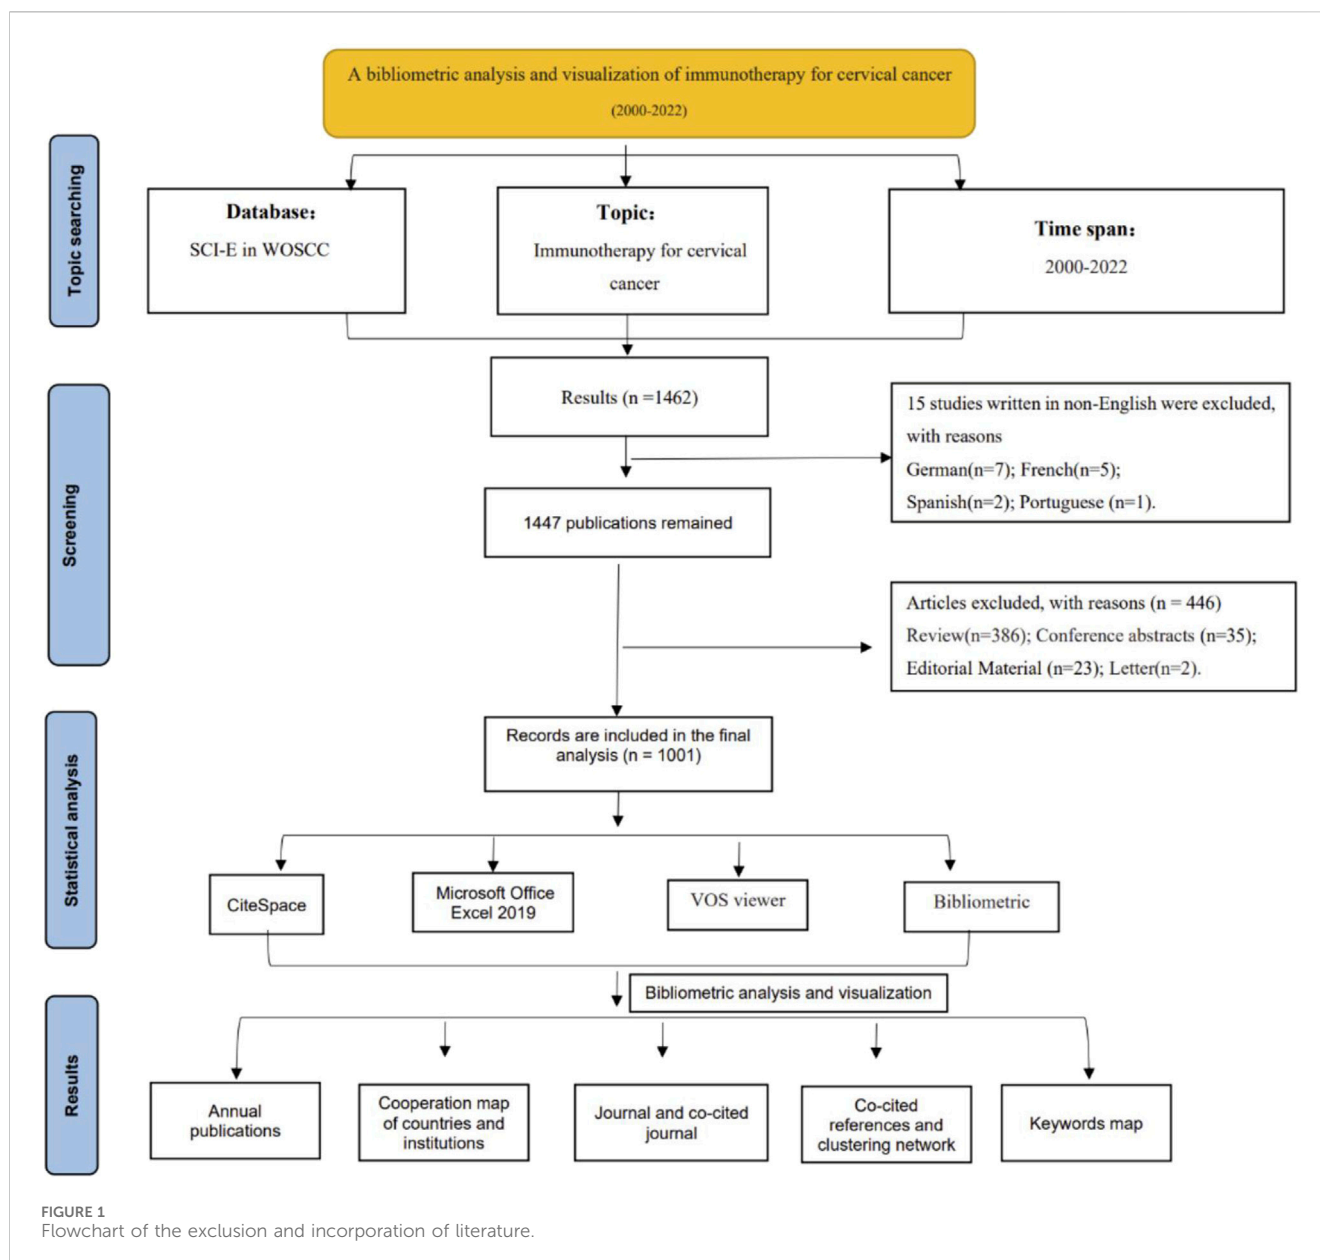 A bibliometric analysis and visualization of immunotherapy for cervical cancer
(2000-2022)
Topic searching
Database:
SCI-E in WOSCC
Topic:
Immunotherapy for cervical
cancer
Time span:
2000-2022
Screening
Results (n =1462)
15 studies written in non-English were excluded,
with reasons
German(n=7); French(n=5);
Spanish(n=2); Portuguese (n=1).
1447 publications remained
Articles excluded, with reasons (n = 446)
Review(n=386); Conference abstracts (n=35);
Editorial Material (n=23); Letter(n=2).
Statistical analysis
Records are included in the final
analysis (n = 1001)
CiteSpace
Microsoft Office
Excel 2019
VOS viewer
Bibliometric
Bibliometric analysis and visualization
Results
Annual
publications
Cooperation map
of countries and
institutions
Journal and co-cited
journal
Co-cited
references and
clustering network
Keywords map
FIGURE 1
Flowchart of the exclusion and incorporation of literature.